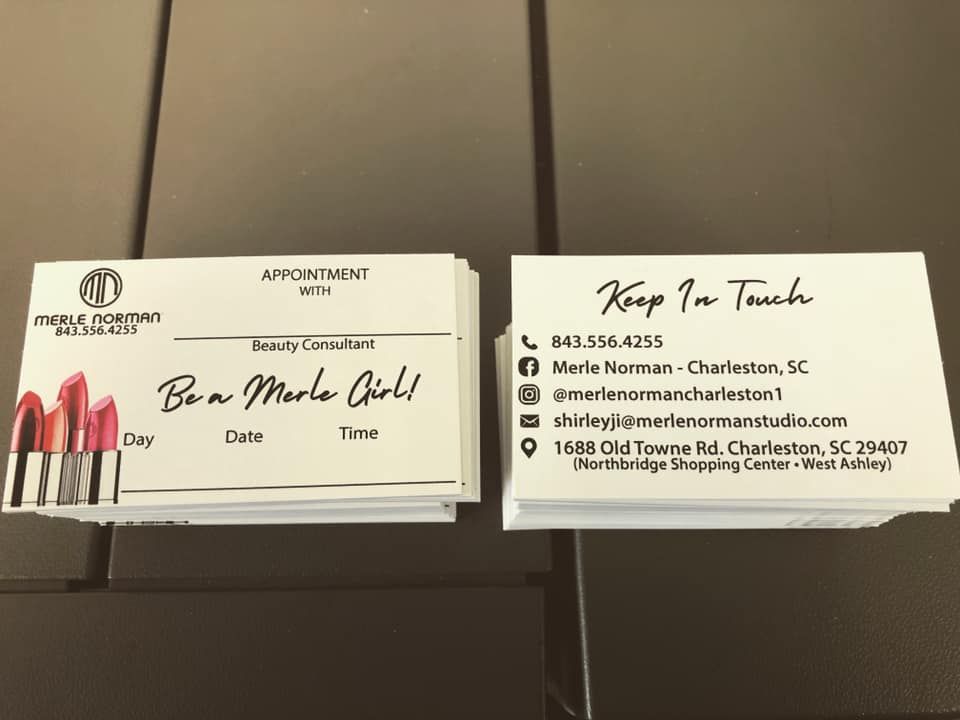 MN
MERLE NORMAN
843.556.4255
APPOINTMENT
WITH
Beauty Consultant
Be a Merle Girl!
Day Date Time
Keep In Touch
843.556.4255
Merle Norman - Charleston, SC
@merlenormancharleston1
shirleyji@merlenormanstudio.com
1688 Old Towne Rd. Charleston, SC 29407
(Northbridge Shopping Center • West Ashley)